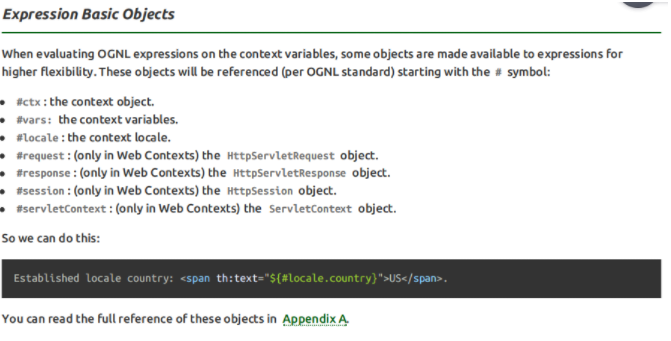 Expression Basic Objects
When evaluating OGNL expressions on the context variables, some objects are made available to expressions for
higher flexibility. These objects will be referenced (per OGNL standard) starting with the # symbol:
• #ctx : the context object.
• #vars: the context variables.
• #locale : the context locale.
• #request : (only in Web Contexts) the HttpServletRequest object.
• #response : (only in Web Contexts) the HttpServletResponse object.
• #session : (only in Web Contexts) the HttpSession object.
• #servletContext : (only in Web Contexts) the ServletContext object.
So we can do this:
Established locale country: <span th:text="${#locale.country}">US</span>.
You can read the full reference of these objects in Appendix A.